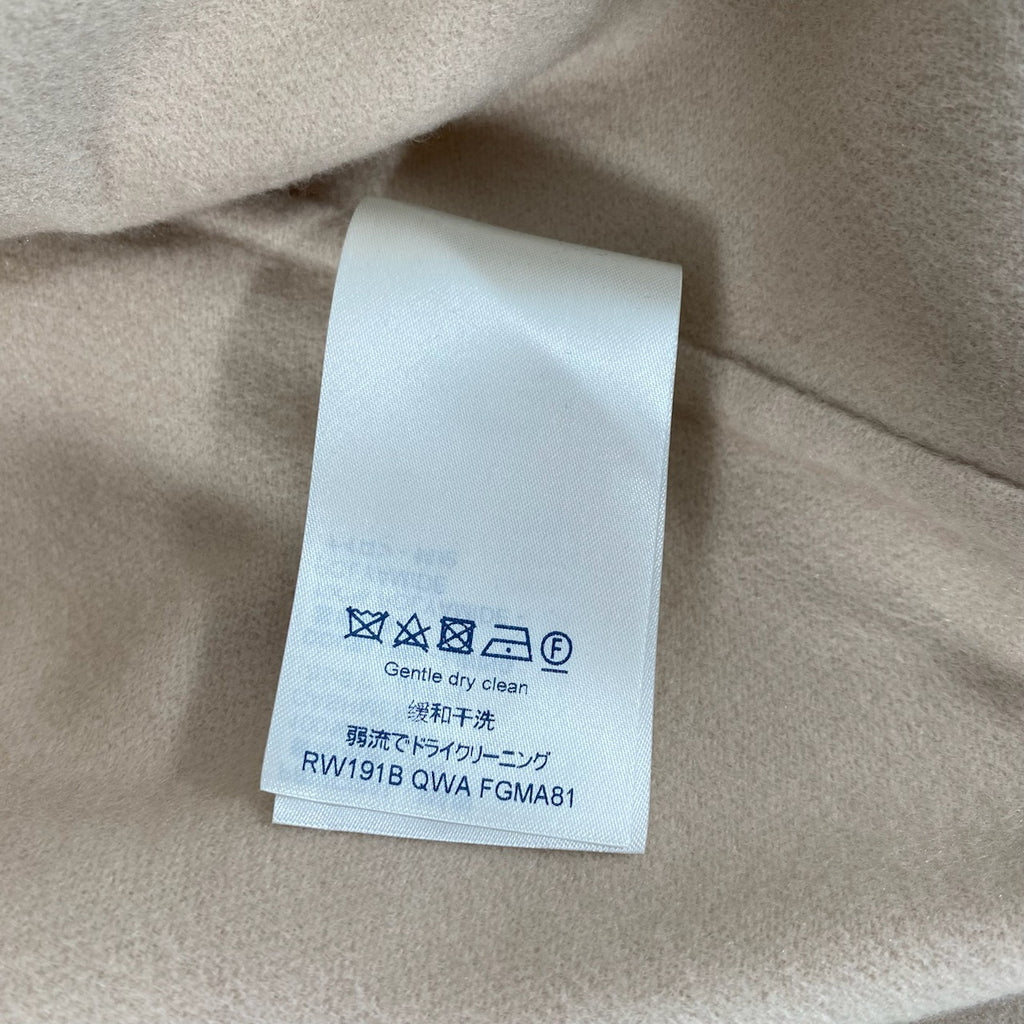 F
Gentle dry clean
缓和干洗
弱流でドライクリーニング
RW191B QWA FGMA81